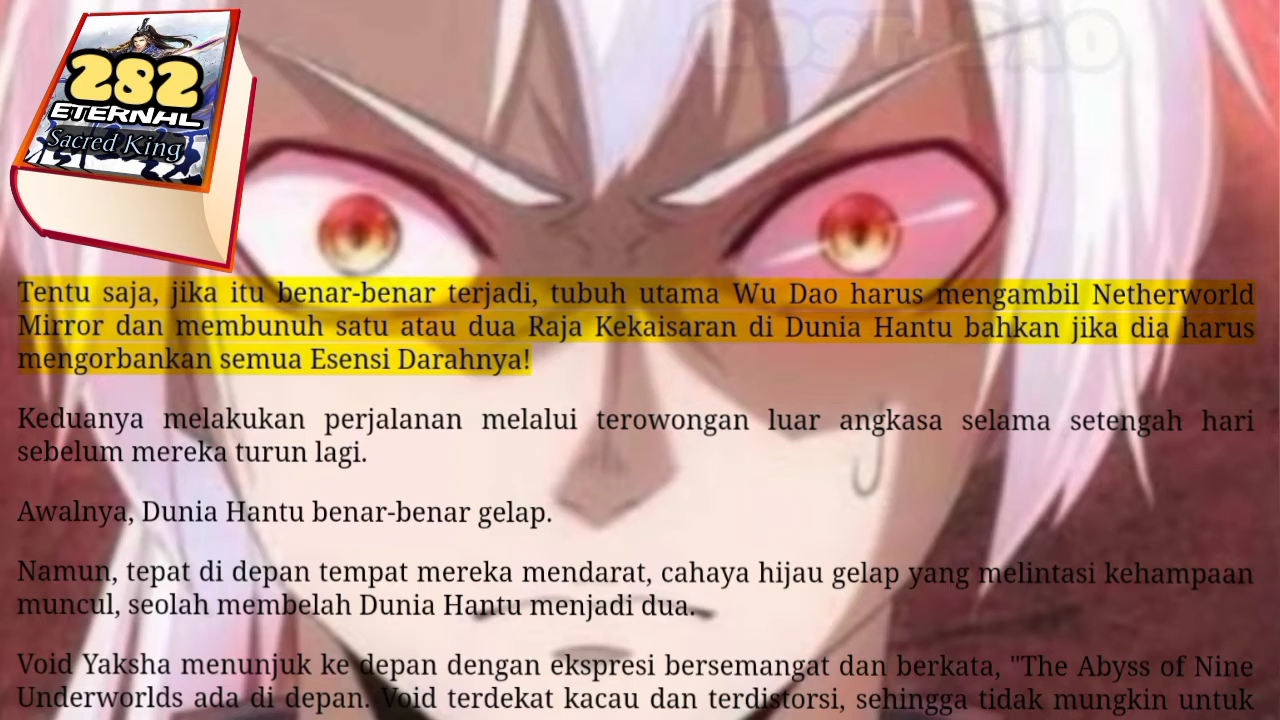 282
ETERNAL
Sacred King
Tentu saja, jika itu benar-benar terjadi, tubuh utama Wu Dao harus mengambil Netherworld
Mirror dan membunuh satu atau dua Raja Kekaisaran di Dunia Hantu bahkan jika dia harus
mengorbankan semua Esensi Darahnya!
Keduanya melakukan perjalanan melalui terowongan luar angkasa selama setengah hari
sebelum mereka turun lagi.
Awalnya, Dunia Hantu benar-benar gelap.
Namun, tepat di depan tempat mereka mendarat, cahaya hijau gelap yang melintasi kehampaan
muncul, seolah membelah Dunia Hantu menjadi dua.
Void Yaksha menunjuk ke depan dengan ekspresi bersemangat dan berkata, "The Abyss of Nine
Underworlds ada di depan. Void terdekat kacau dan terdistorsi, sehingga tidak mungkin untuk